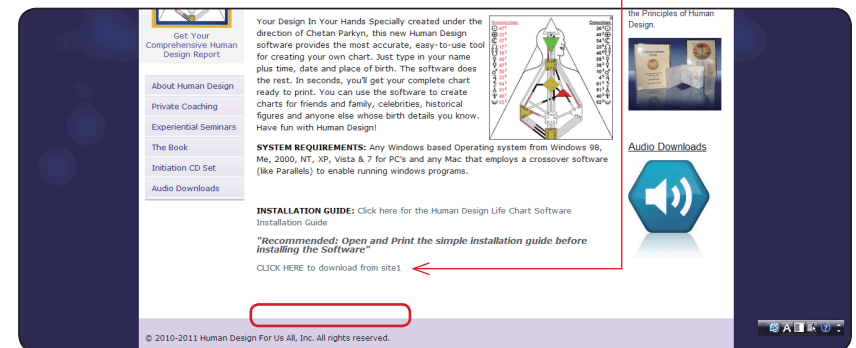 Get Your
Comprehensive Human
Design Report
About Human Design
Private Coaching
Experiential Seminars
The Book
Initiation CD Set
Audio Downloads
Your Design In Your Hands Specially created under the
direction of Chetan Parkyn, this new Human Design
software provides the most accurate, easy-to-use tool
for creating your own chart. Just type in your name
plus time, date and place of birth. The software does
the rest. In seconds, you'll get your complete chart
ready to print. You can use the software to create
charts for friends and family, celebrities, historical
figures and anyone else whose birth details you know.
Have fun with Human Design!
SYSTEM REQUIREMENTS: Any Windows based Operating system from Windows 98,
Me, 2000, NT, XP, Vista & 7 for PC's and any Mac that employs a crossover software
(like Parallels) to enable running windows programs.
INSTALLATION GUIDE: Click here for the Human Design Life Chart Software
Installation Guide
"Recommended: Open and Print the simple installation guide before
installing the Software"
CLICK HERE to download from site1
the Principles of Human
Design.
Audio Downloads
© 2010-2011 Human Design For Us All, Inc. All rights reserved.